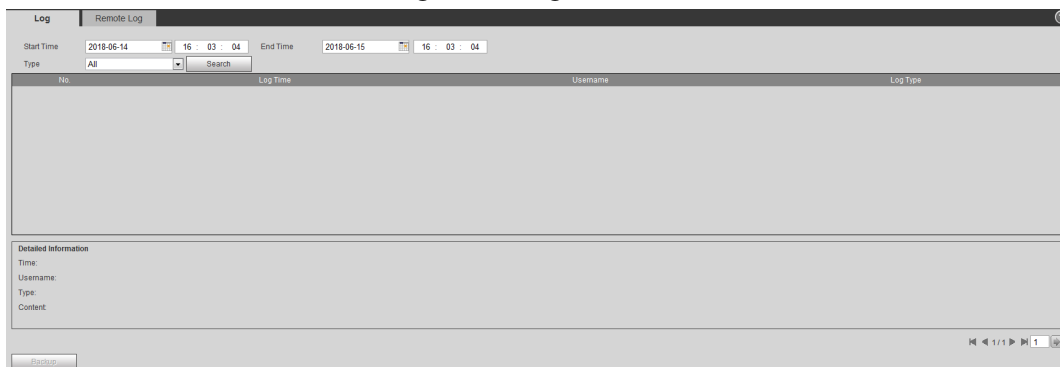 Log Remote Log
Start Time 2018-06-14 16 : 03 : 04 End Time 2018-06-15 16 : 03 : 04
Type All Search
No. Log Time Username Log Type
Detailed Information
Time:
Username:
Type:
Content:
1/1 1
Backup